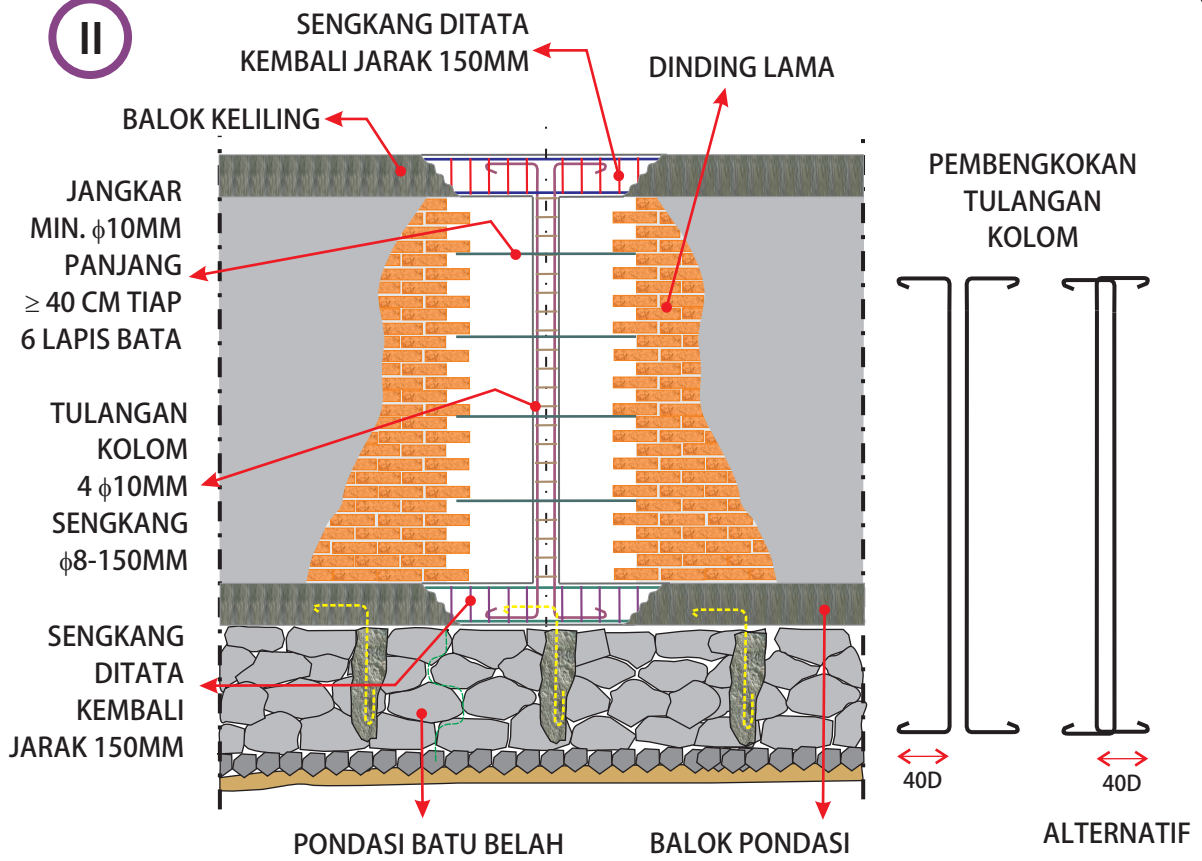 II
SENGKANG DITATA
KEMBALI JARAK 150MM
DINDING LAMA
BALOK KELILING
JANGKAR
MIN. ϕ10MM
PANJANG
≥ 40 CM TIAP
6 LAPIS BATA
TULANGAN
KOLOM
4 ϕ10MM
SENGKANG
ϕ8-150MM
SENGKANG
DITATA
KEMBALI
JARAK 150MM
PONDASI BATU BELAH
BALOK PONDASI
PEMBENGKOKAN
TULANGAN
KOLOM
40D
40D
ALTERNATIF